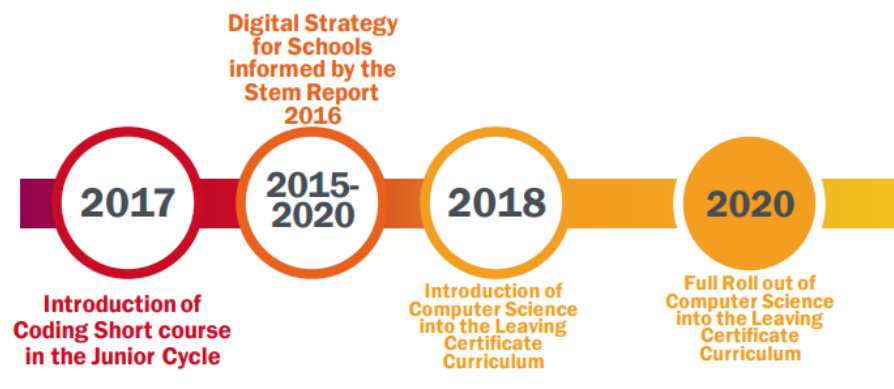 2017
Introduction of
Coding Short course
in the Junior Cycle
Digital Strategy
for Schools
informed by the
Stem Report
2016
2015-
2020
2018
Introduction of
Computer Science
into the Leaving
Certificate
Curriculum
2020
Full Roll out of
Computer Science
into the Leaving
Certificate
Curriculum